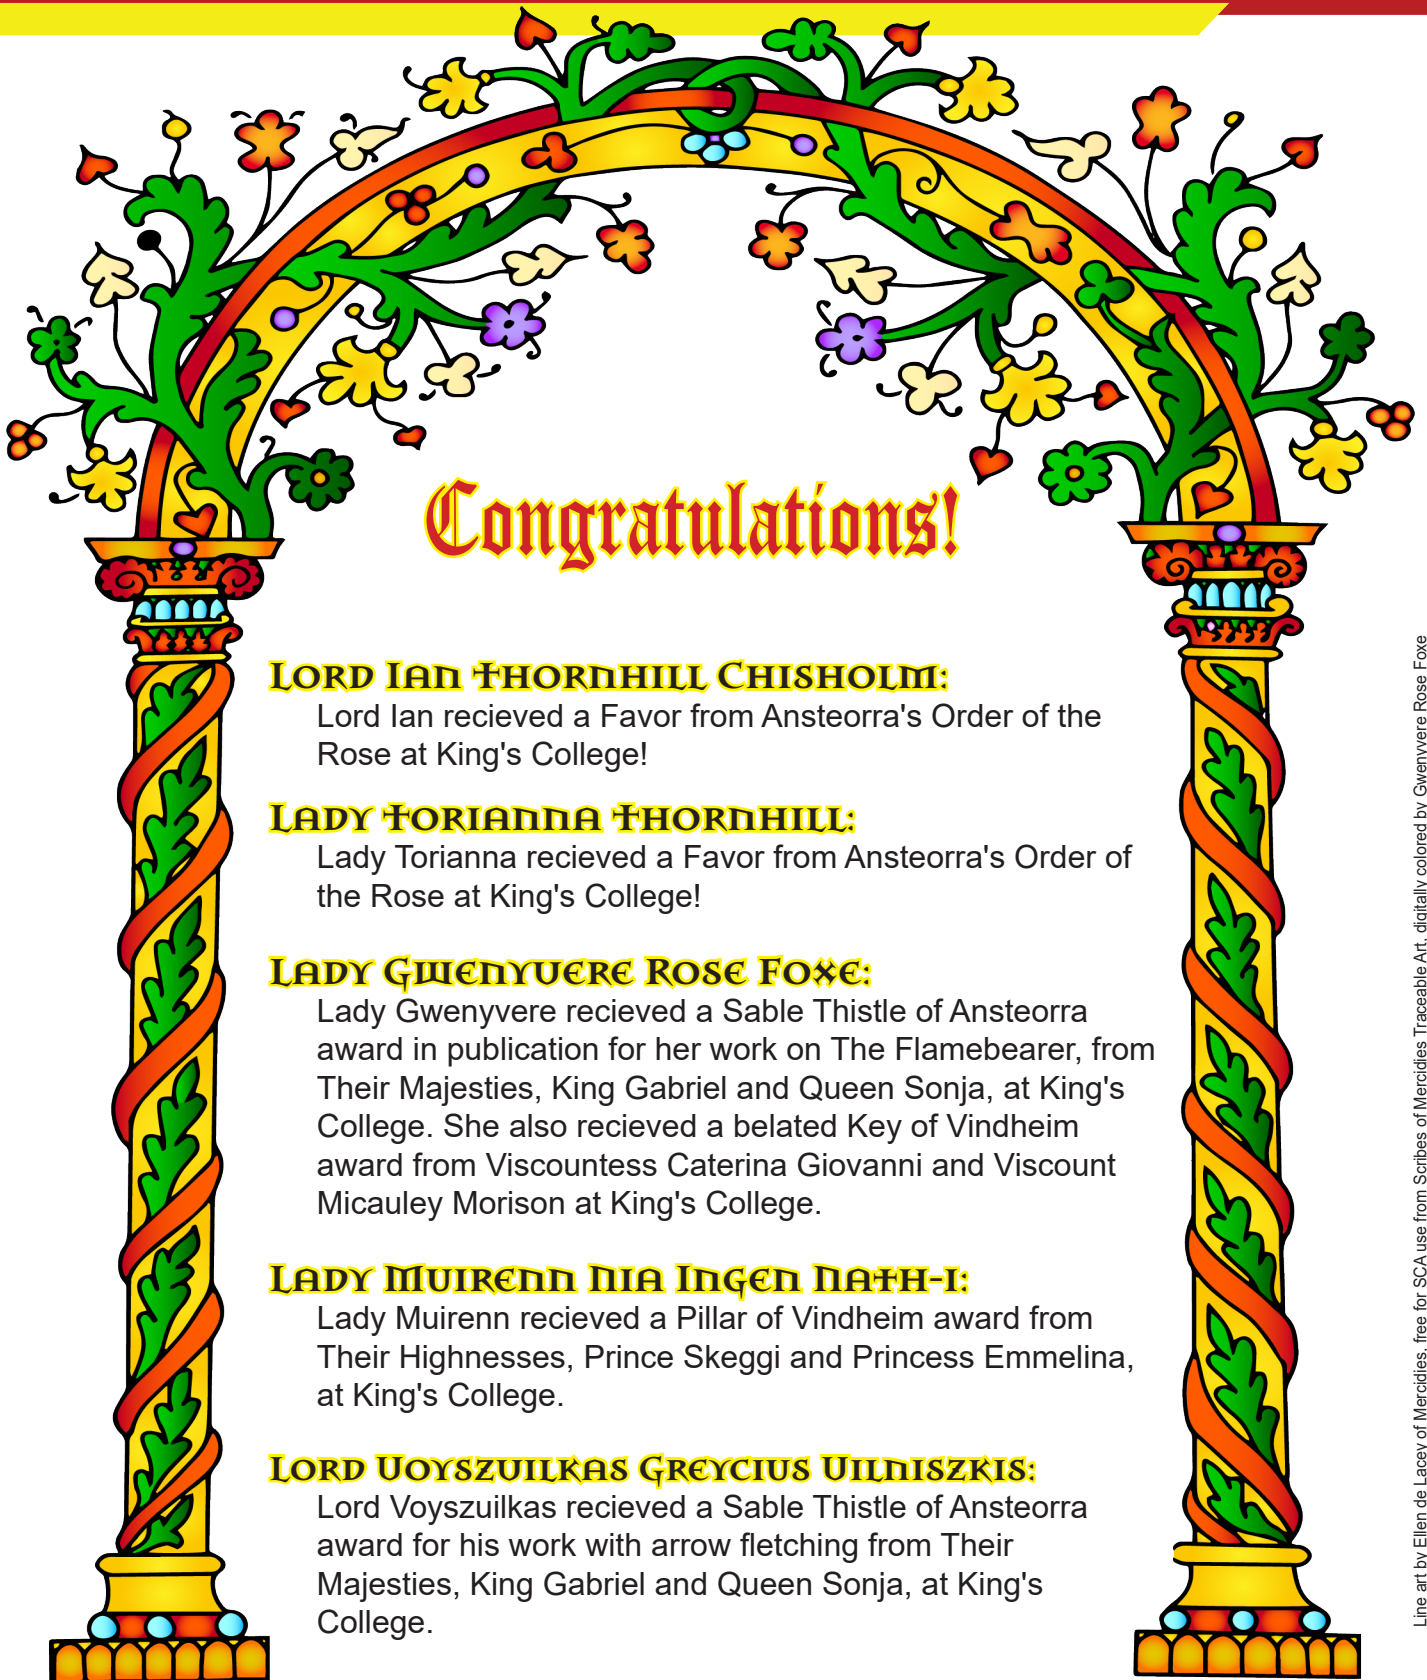 Congratulations!
Lord Ian Thornhill Chisholm:
Lord Ian recieved a Favor from Ansteorra's Order of the
Rose at King's College!
Lady Torianna Thornhill:
Lady Torianna recieved a Favor from Ansteorra's Order of
the Rose at King's College!
Lady Gwenyvere Rose Foxe:
Lady Gwenyvere recieved a Sable Thistle of Ansteorra
award in publication for her work on The Flamebearer, from
Their Majesties, King Gabriel and Queen Sonja, at King's
College. She also recieved a belated Key of Vindheim
award from Viscountess Caterina Giovanni and Viscount
Micauley Morison at King's College.
Lady Muirenn Nia Ingen Nath-i:
Lady Muirenn recieved a Pillar of Vindheim award from
Their Highnesses, Prince Skeggi and Princess Emmelina,
at King's College.
Lord Voyszuilkas Greycius Vilniszkis:
Lord Voyszuilkas recieved a Sable Thistle of Ansteorra
award for his work with arrow fletching from Their
Majesties, King Gabriel and Queen Sonja, at King's
College.
Line art by Ellen de Lacey of Mercidies, free for SCA use from Scribes of Mercidies Traceable Art, digitally colored by Gwenyvere Rose Foxe